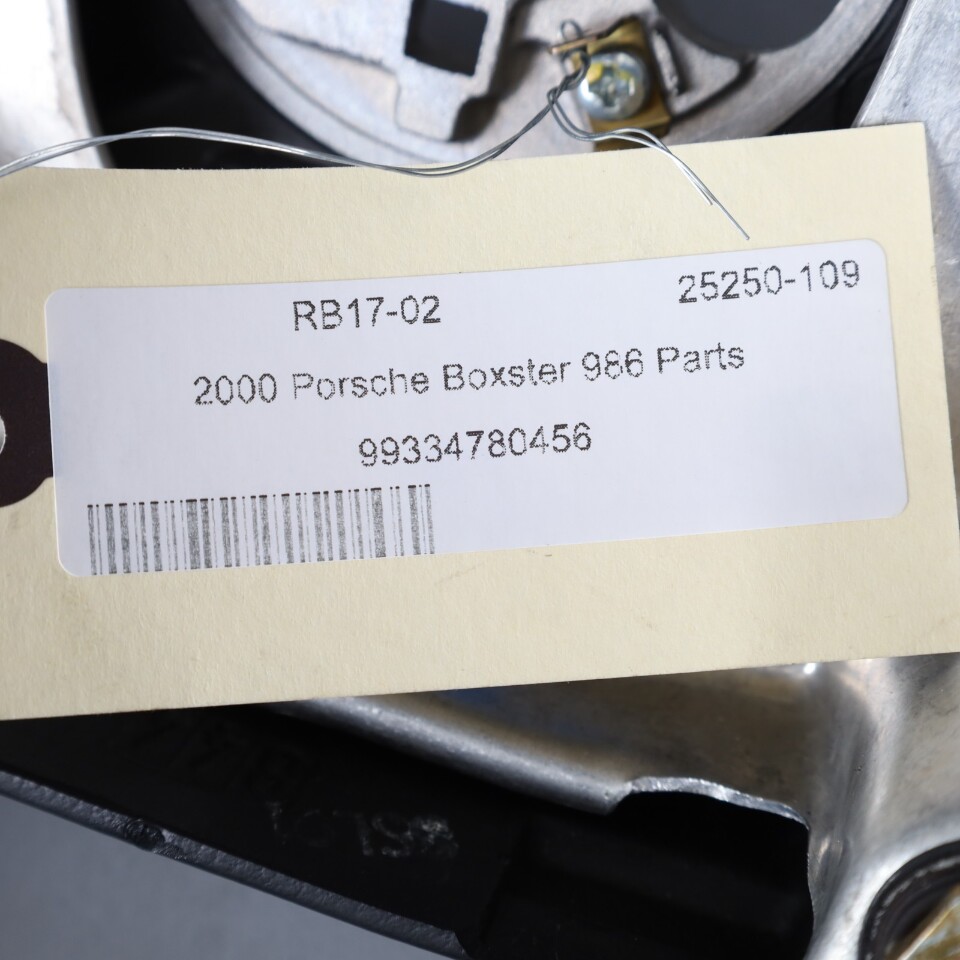 RB17-02 25250-109
2000 Porsche Boxster 986 Parts
99334780456